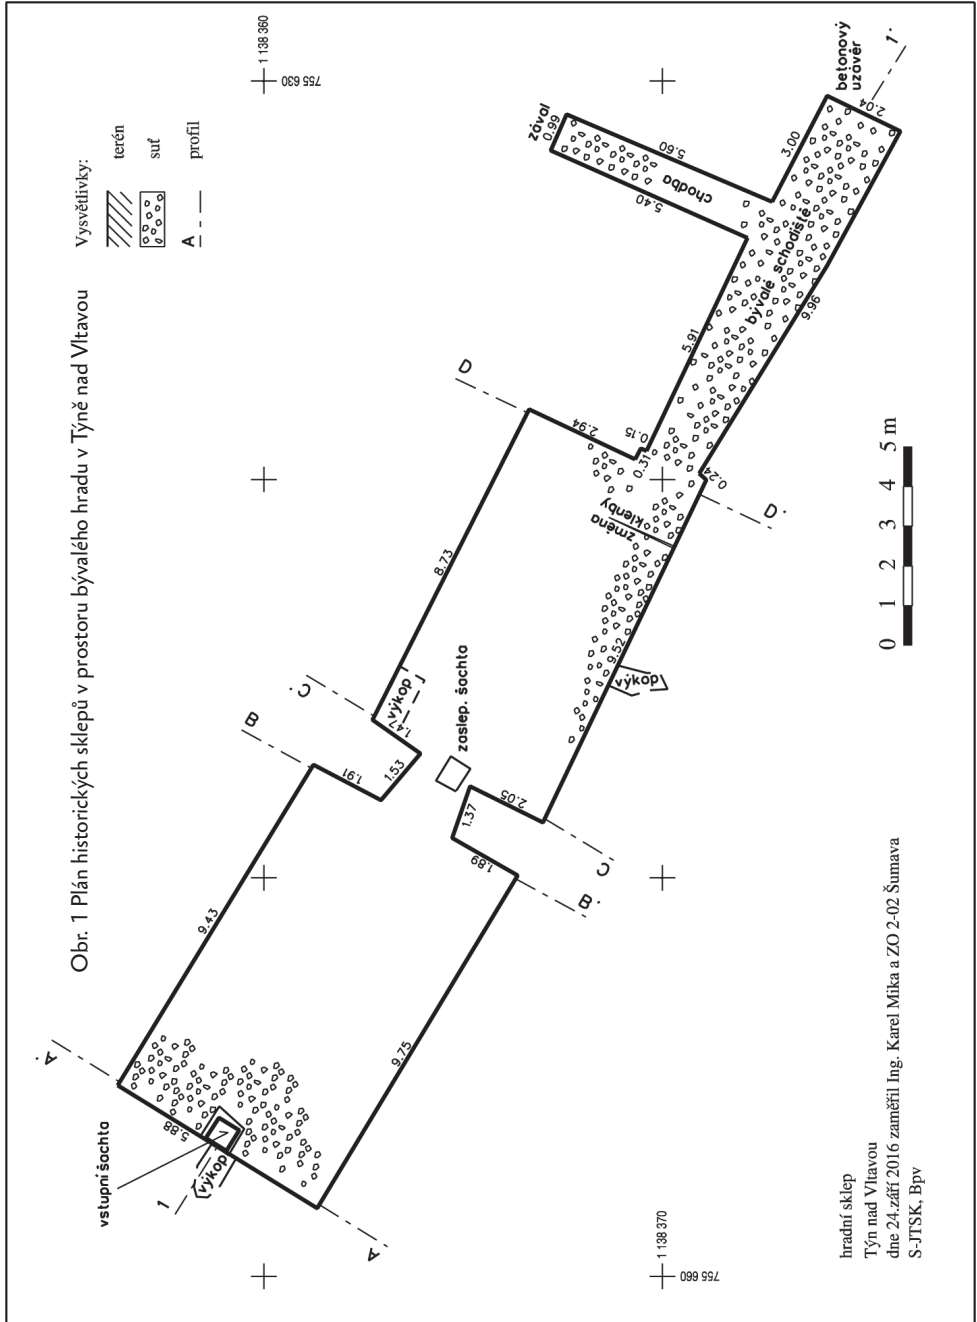 Obr. 1 Plán historických sklepů v prostoru bývalého hradu v Týně nad Vltavou
Vysvětlivky:
terén
suť
A
profil
1 138 360
755 630
vstupní šachta
1
výkop
5.88
A
A'
9.43
9.75
B
B'
1.91
1.53
1.89
1.37
C
C'
1.47
výkop
zaslep. šachta
2.05
8.73
9.52
výkop
změna
klenby
D
D'
2.94
0.31
0.15
0.24
5.91
9.96
bývalé schodiště
chodba
5.40
5.60
zával
0.99
3.00
2.04
betonový
uzávěr
1'
0 1 2 3 4 5 m
1 138 370
755 660
hradní sklep
Týn nad Vltavou
dne 24.září 2016 zaměřil Ing. Karel Mika a ZO 2-02 Šumava
S-JTSK, Bpv